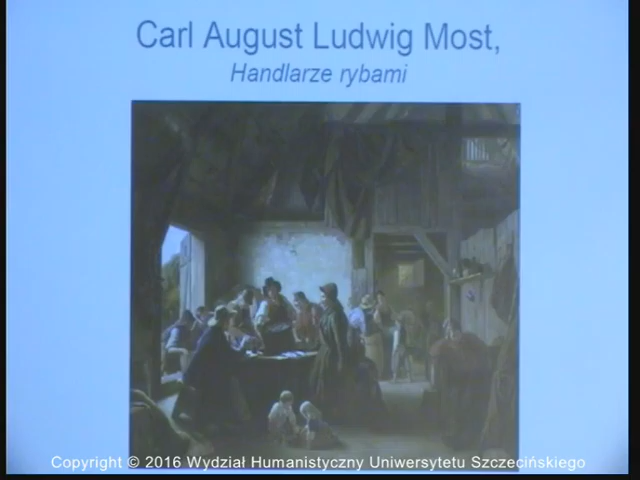 Carl August Ludwig Most,
Handlarze rybami
Copyright © 2016 Wydział Humanistyczny Uniwersytetu Szczecińskiego